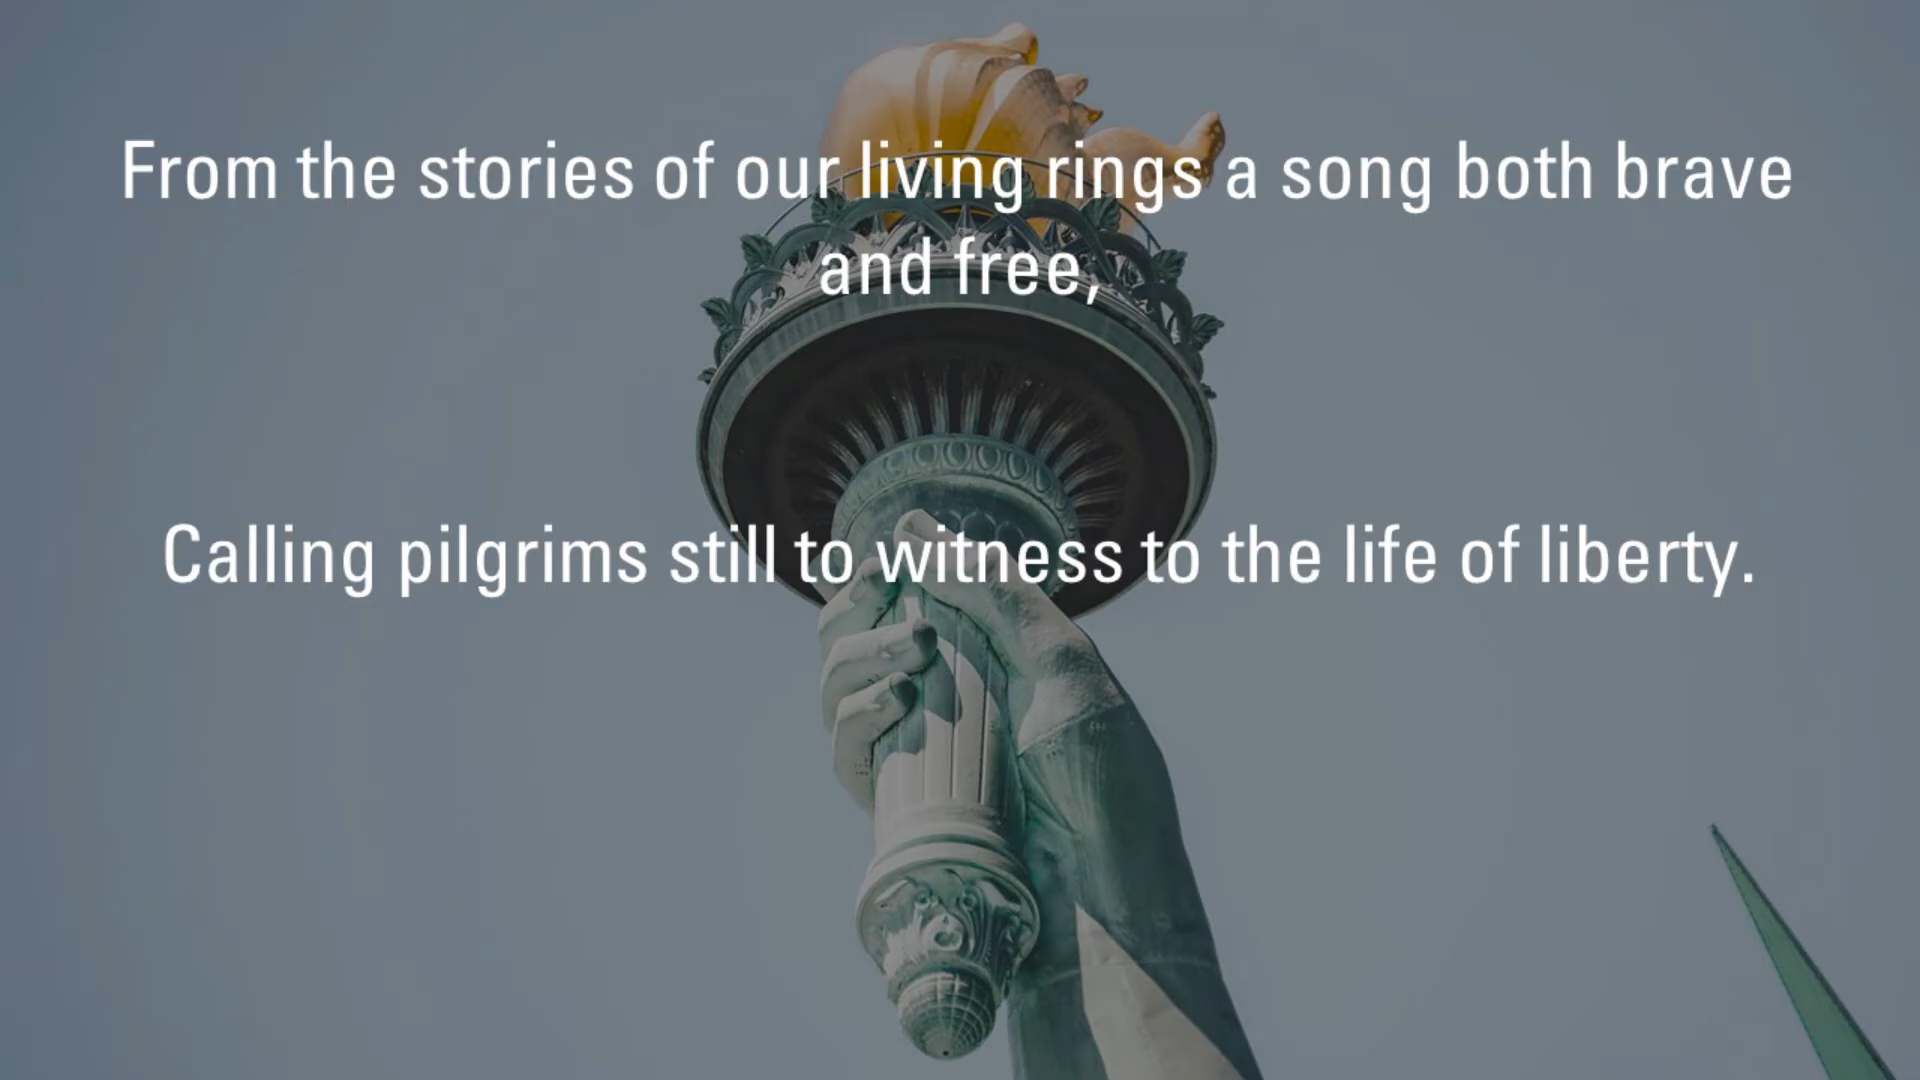 From the stories of our living rings a song both brave
and free,
Calling pilgrims still to witness to the life of liberty.